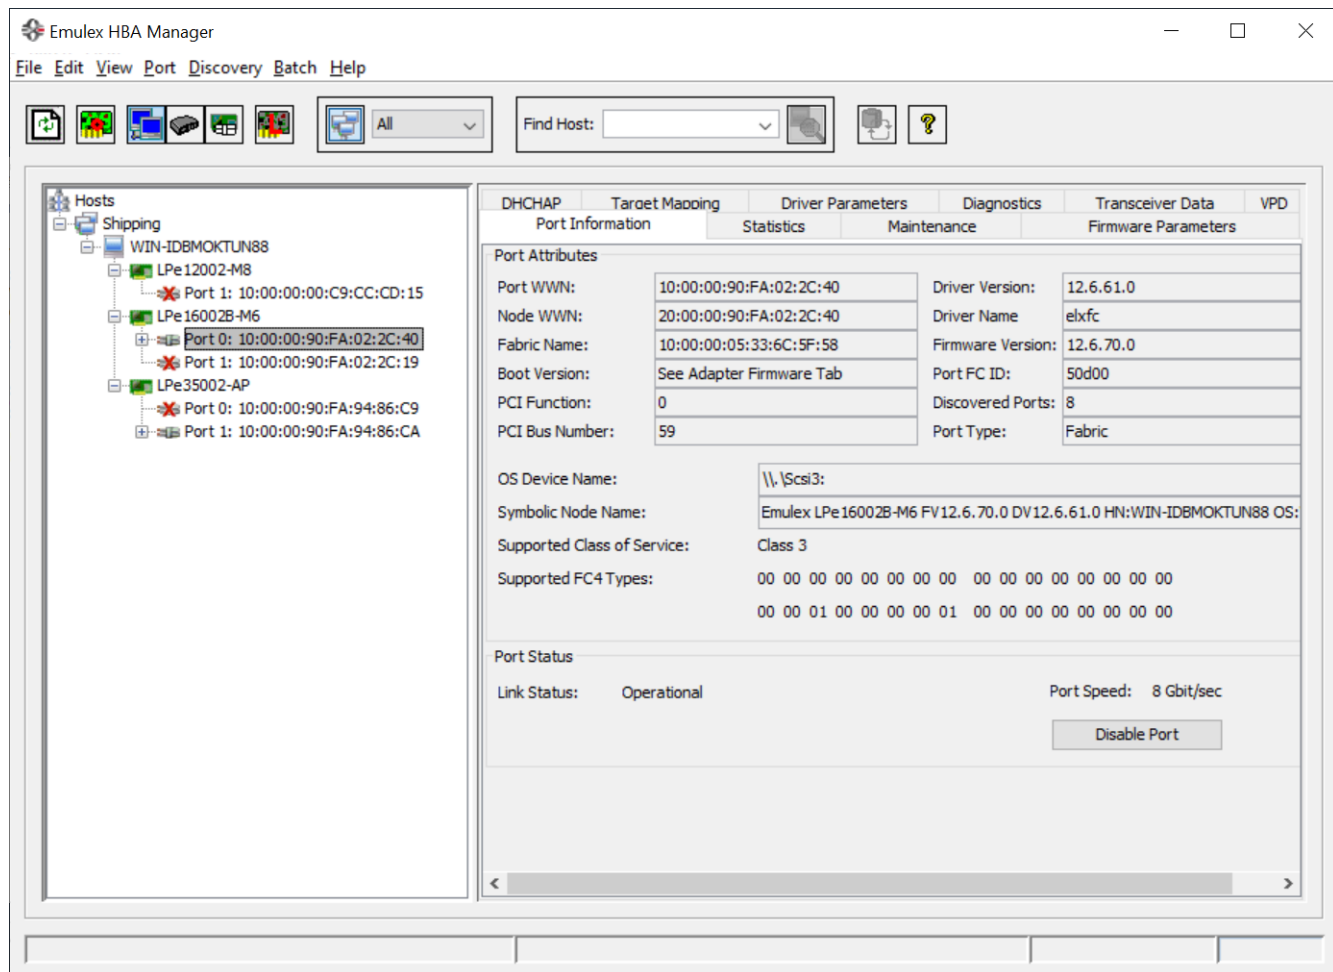 Emulex HBA Manager
File Edit View Port Discovery Batch Help
All
Find Host:
Hosts
Shipping
WIN-IDBMOKTUN88
LPe12002-M8
Port 1: 10:00:00:00:C9:CC:CD:15
LPe16002B-M6
Port 0: 10:00:00:90:FA:02:2C:40
Port 1: 10:00:00:90:FA:02:2C:19
LPe35002-AP
Port 0: 10:00:00:90:FA:94:86:C9
Port 1: 10:00:00:90:FA:94:86:CA
DHCHAP Target Mapping Driver Parameters Diagnostics Transceiver Data VPD
Port Information Statistics Maintenance Firmware Parameters
Port Attributes
Port WWN: 10:00:00:90:FA:02:2C:40 Driver Version: 12.6.61.0
Node WWN: 20:00:00:90:FA:02:2C:40 Driver Name elxfc
Fabric Name: 10:00:00:05:33:6C:5F:58 Firmware Version: 12.6.70.0
Boot Version: See Adapter Firmware Tab Port FC ID: 50d00
PCI Function: 0 Discovered Ports: 8
PCI Bus Number: 59 Port Type: Fabric
OS Device Name: \\.\Scsi3:
Symbolic Node Name: Emulex LPe16002B-M6 FV12.6.70.0 DV12.6.61.0 HN:WIN-IDBMOKTUN88 OS:
Supported Class of Service: Class 3
Supported FC4 Types: 00 00 00 00 00 00 00 00 00 00 00 00 00 00 00 00
00 00 01 00 00 00 00 01 00 00 00 00 00 00 00 00
Port Status
Link Status: Operational Port Speed: 8 Gbit/sec
Disable Port